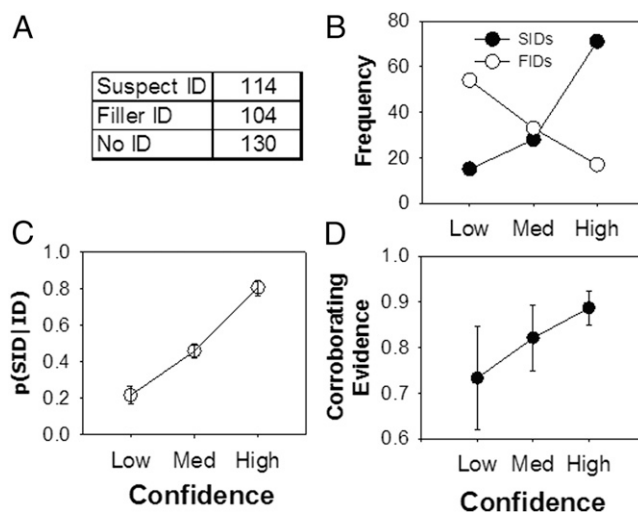 A
Suspect ID 114
Filler ID 104
No ID 130
B
SIDs
FIDs
Frequency
80
60
40
20
0
Low Med High
C
p(SID|ID)
1.0
0.8
0.6
0.4
0.2
0.0
Low Med High
Confidence
D
Corroborating
Evidence
1.0
0.9
0.8
0.7
0.6
Low Med High
Confidence